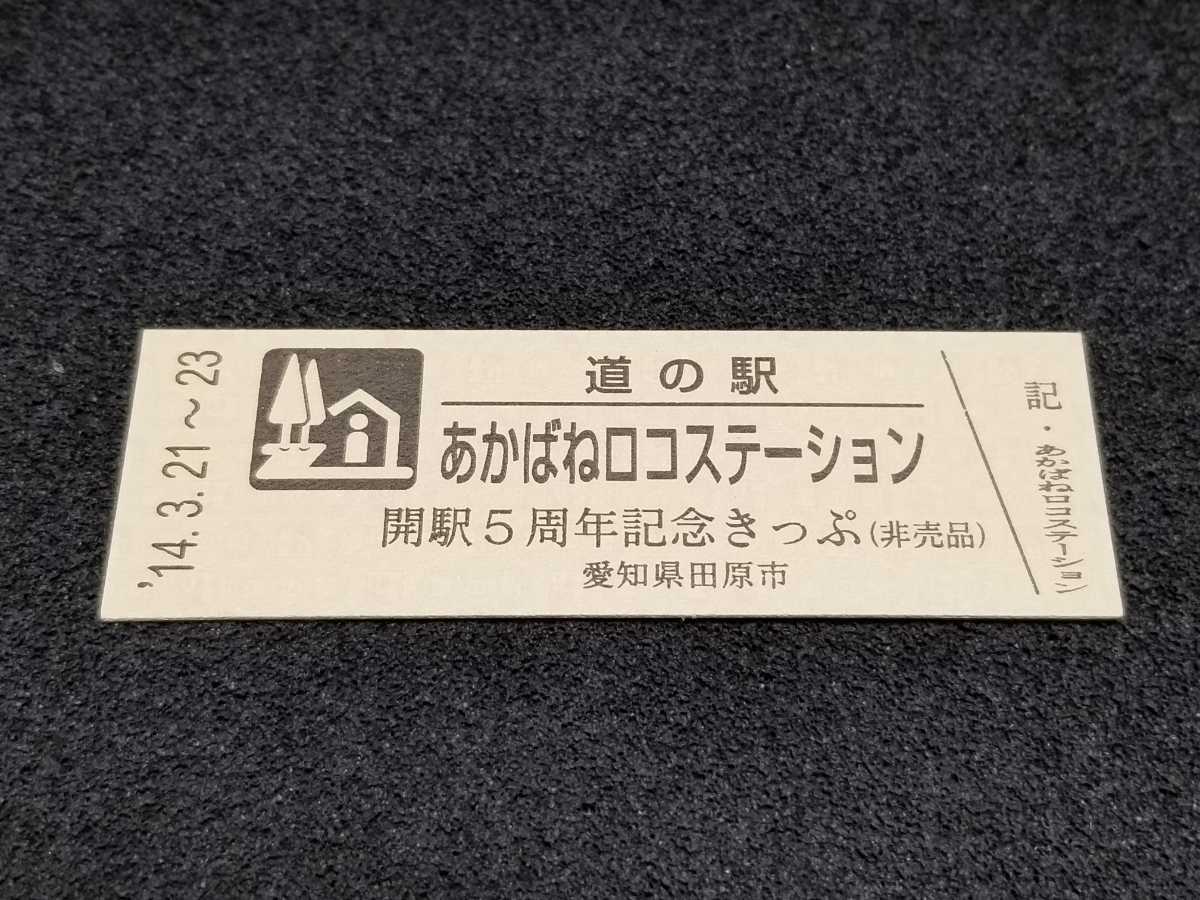 '14.3.21~23
道の駅
あかばねロコステーション
開駅5周年記念きっぷ(非売品)
愛知県田原市
記・あかばねロコステーション